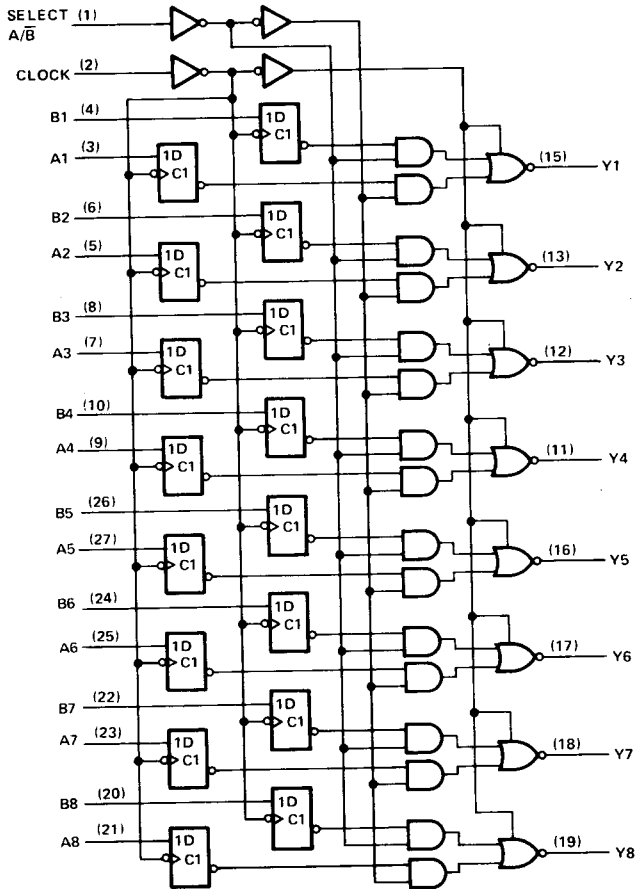 SELECT (1)
A/B̅
CLOCK (2)
B1 (4)
1D
C1
A1 (3)
1D
C1
(15) Y1
B2 (6)
1D
C1
A2 (5)
1D
C1
(13) Y2
B3 (8)
1D
C1
A3 (7)
1D
C1
(12) Y3
B4 (10)
1D
C1
A4 (9)
1D
C1
(11) Y4
B5 (26)
1D
C1
A5 (27)
1D
C1
(16) Y5
B6 (24)
1D
C1
A6 (25)
1D
C1
(17) Y6
B7 (22)
1D
C1
A7 (23)
1D
C1
(18) Y7
B8 (20)
1D
C1
A8 (21)
1D
C1
(19) Y8